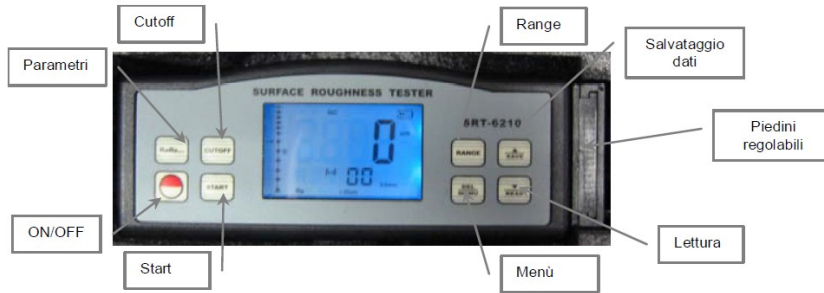 Cutoff
Range
Salvataggio
dati
Parametri
SURFACE ROUGHNESS TESTER
SRT-6210
Piedini
regolabili
CUTOFF
RANGE
SAVE
0
START
DEL
MENU
READ
00
ON/OFF
Start
Menù
Lettura